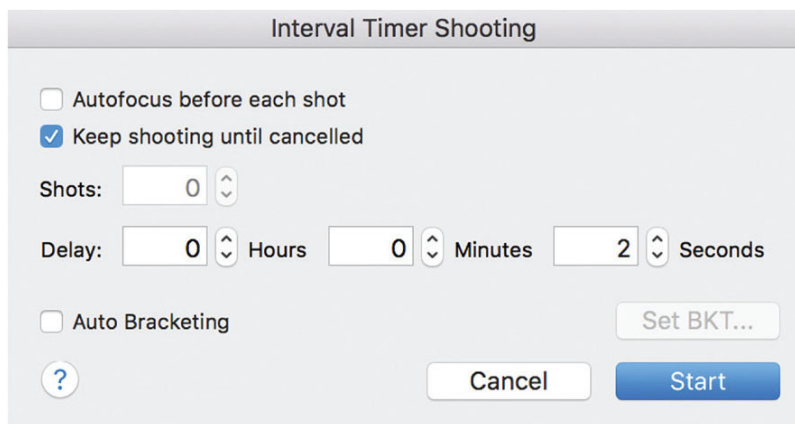 Interval Timer Shooting
Autofocus before each shot
Keep shooting until cancelled
Shots: 0
Delay: 0 Hours 0 Minutes 2 Seconds
Auto Bracketing Set BKT...
? Cancel Start